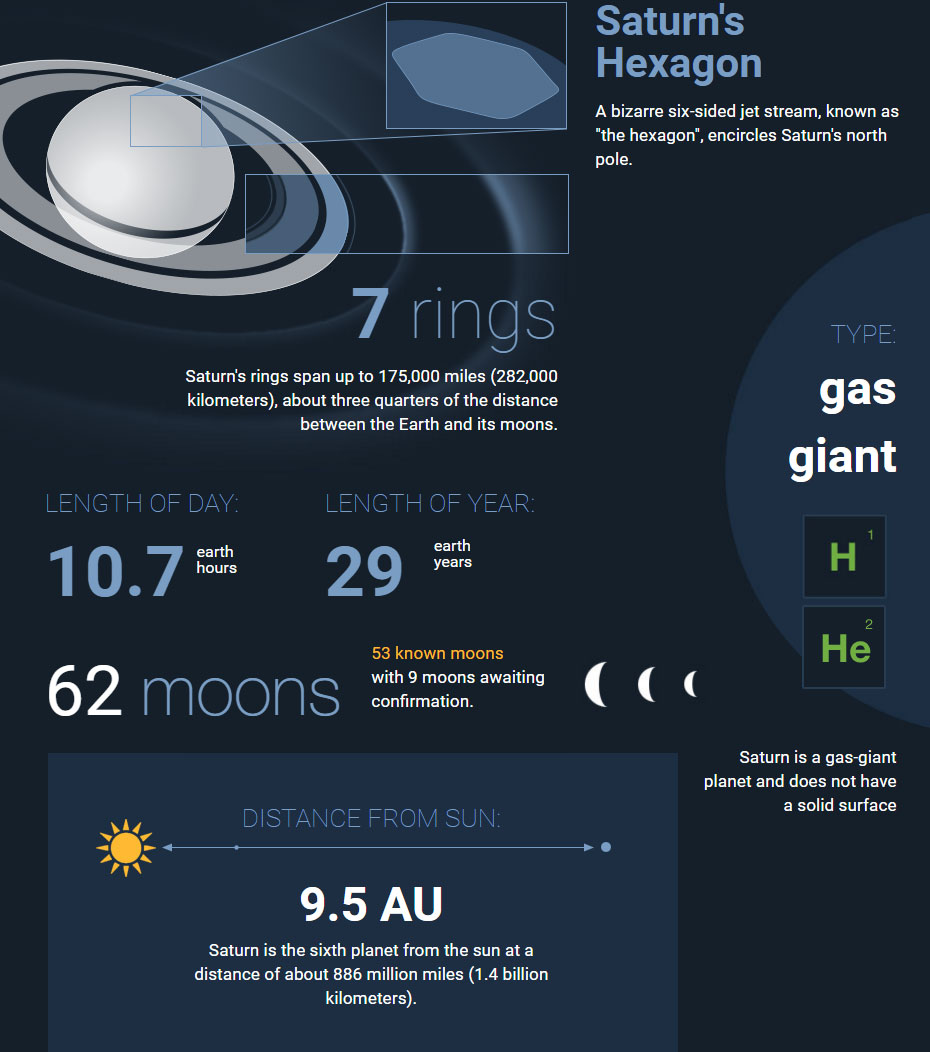 Saturn's
Hexagon
A bizarre six-sided jet stream, known as
"the hexagon", encircles Saturn's north
pole.
7 rings
Saturn's rings span up to 175,000 miles (282,000
kilometers), about three quarters of the distance
between the Earth and its moons.
TYPE:
gas
giant
H 1
He 2
Saturn is a gas-giant
planet and does not have
a solid surface
LENGTH OF DAY:
10.7 earth
hours
LENGTH OF YEAR:
29 earth
years
62 moons
53 known moons
with 9 moons awaiting
confirmation.
DISTANCE FROM SUN:
9.5 AU
Saturn is the sixth planet from the sun at a
distance of about 886 million miles (1.4 billion
kilometers).